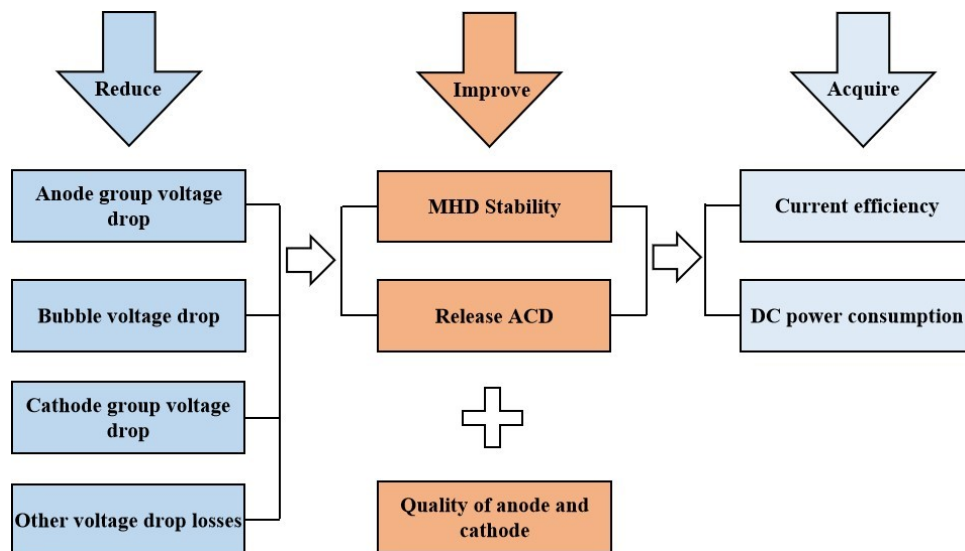 Reduce
Improve
Acquire
Anode group voltage
drop
MHD Stability
Current efficiency
Bubble voltage drop
Release ACD
DC power consumption
Cathode group voltage
drop
Other voltage drop losses
Quality of anode and
cathode